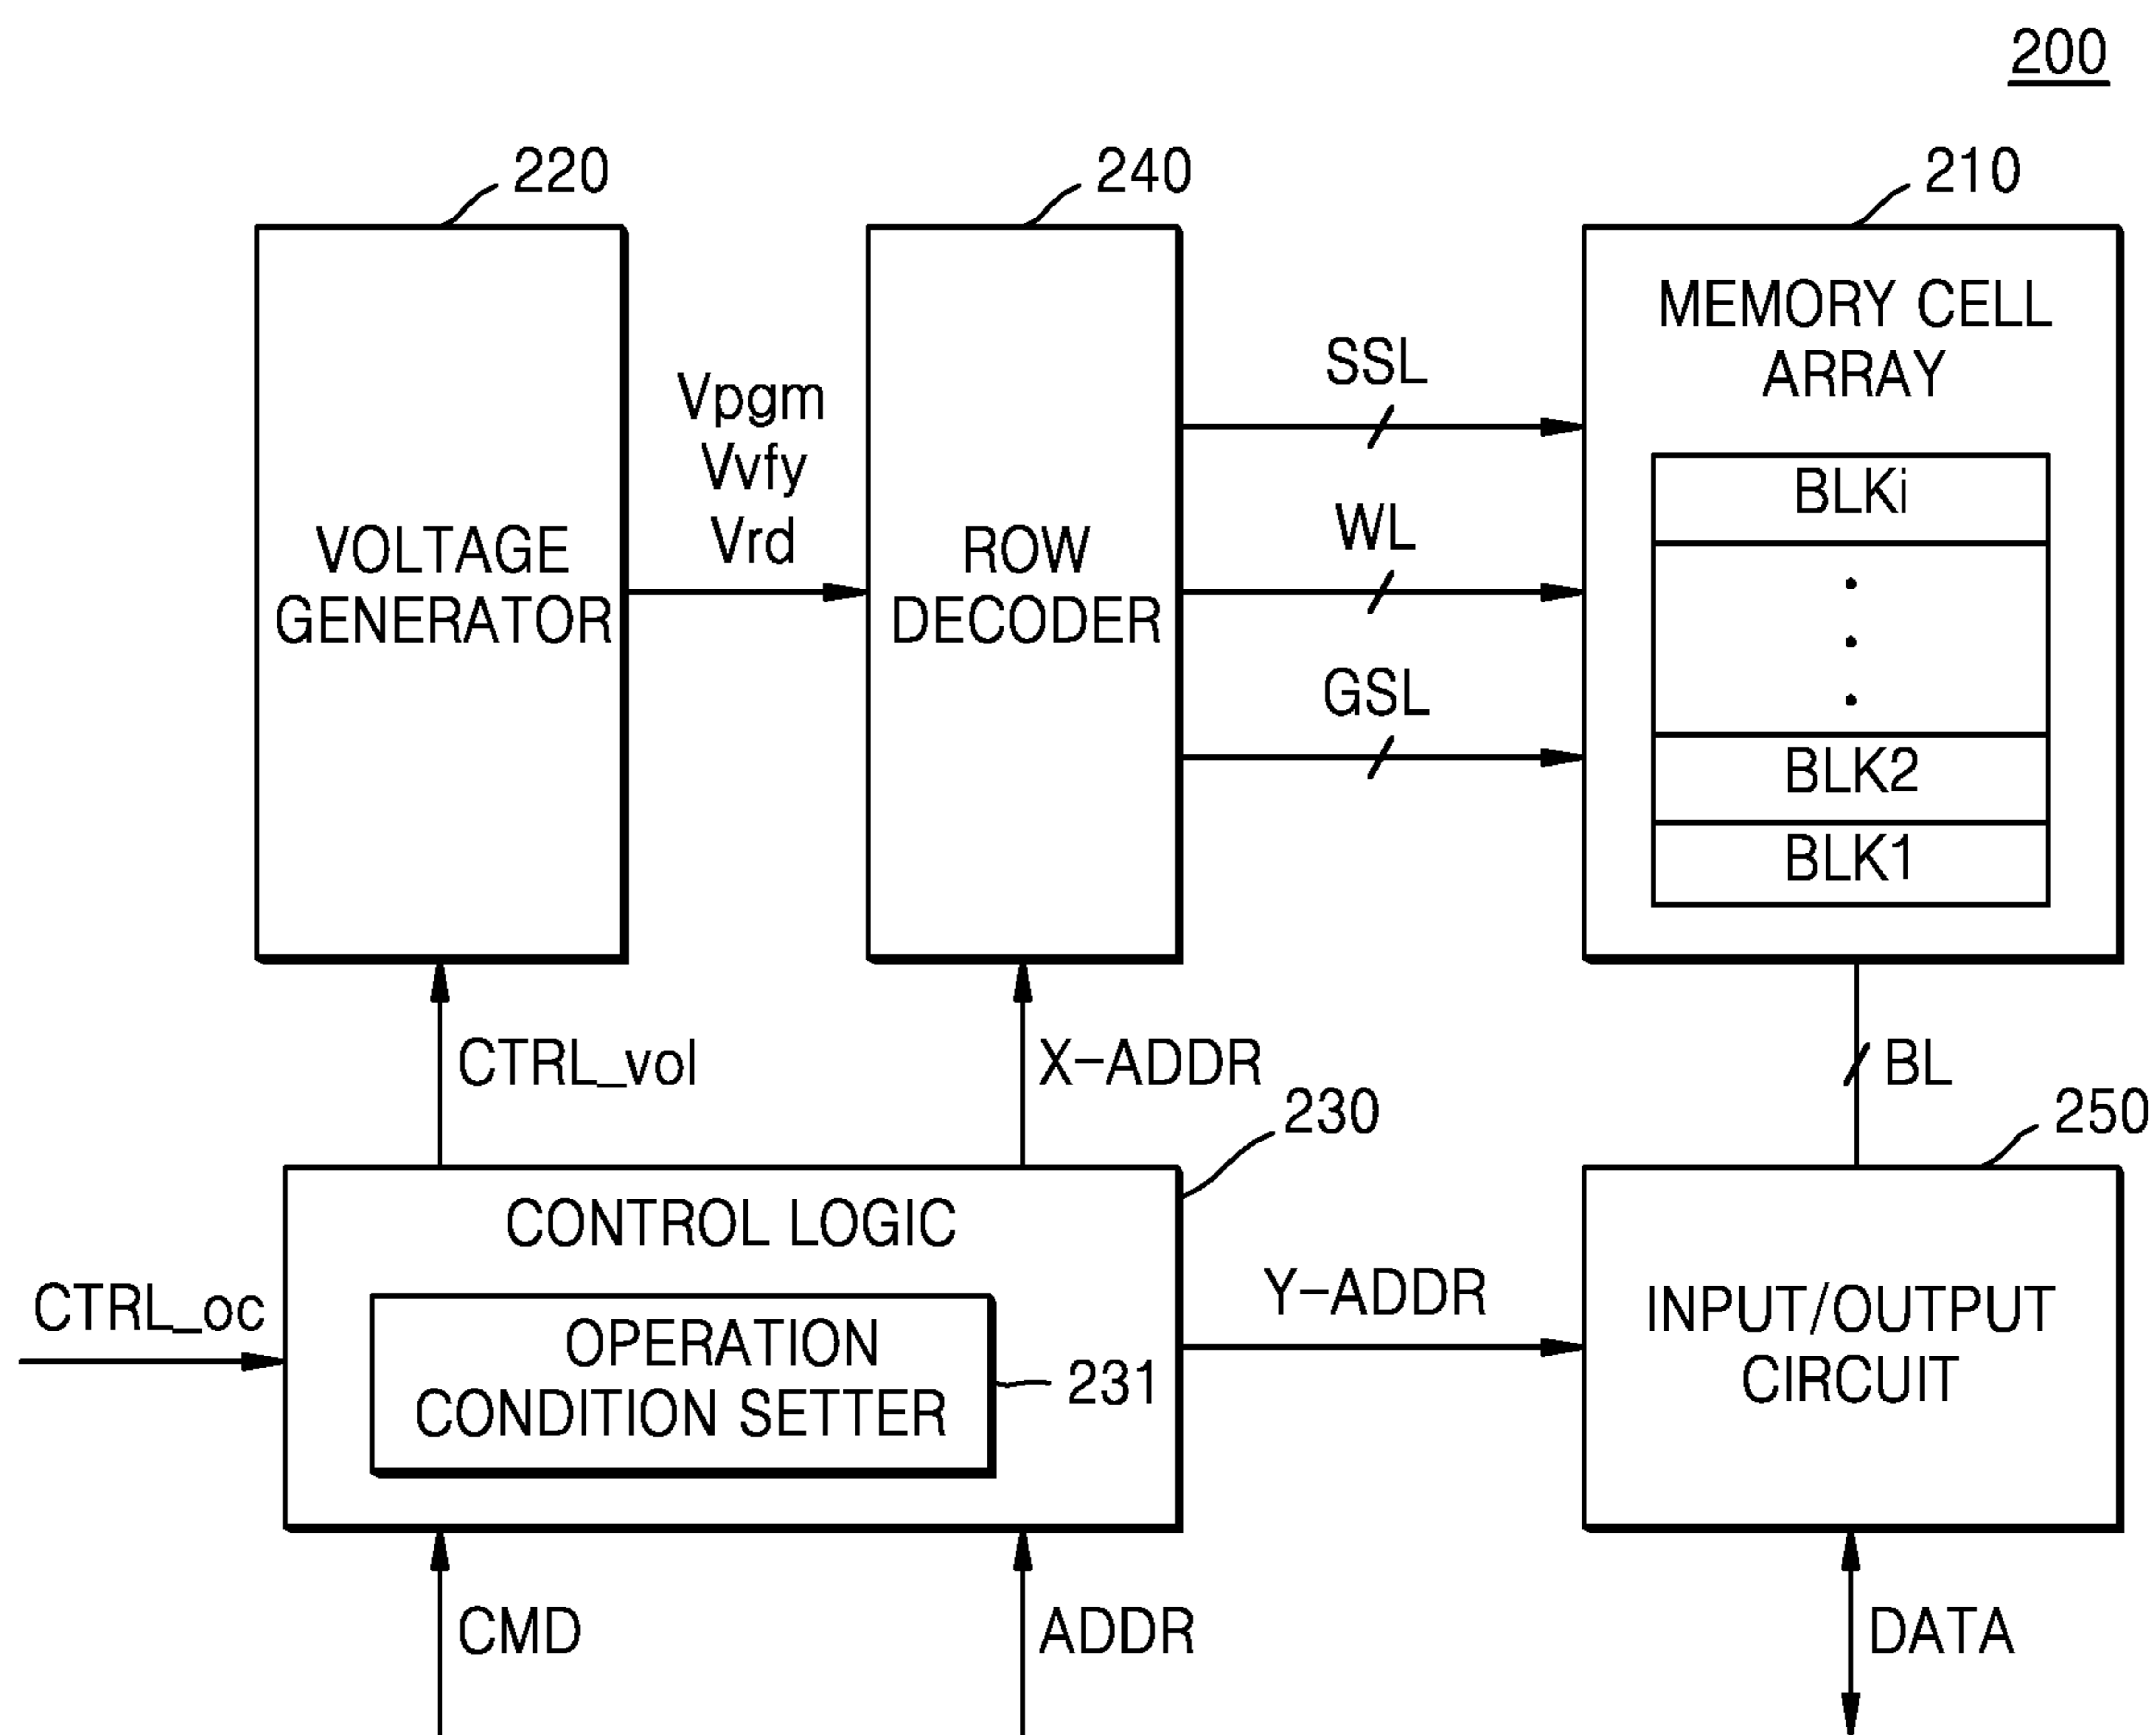 200
220
240
210
VOLTAGE
GENERATOR
Vpgm
Vvfy
Vrd
ROW
DECODER
SSL
WL
GSL
MEMORY CELL
ARRAY
BLKi
BLK2
BLK1
CTRL_vol
X-ADDR
BL
230
250
CONTROL LOGIC
CTRL_oc
OPERATION
CONDITION SETTER
231
Y-ADDR
INPUT/OUTPUT
CIRCUIT
CMD
ADDR
DATA